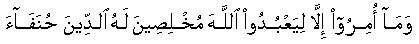 وَمَآ أُمِرُوٓا۟ إِلَّا لِيَعْبُدُوا۟ ٱللَّهَ مُخْلِصِينَ لَهُ ٱلدِّينَ حُنَفَآءَ